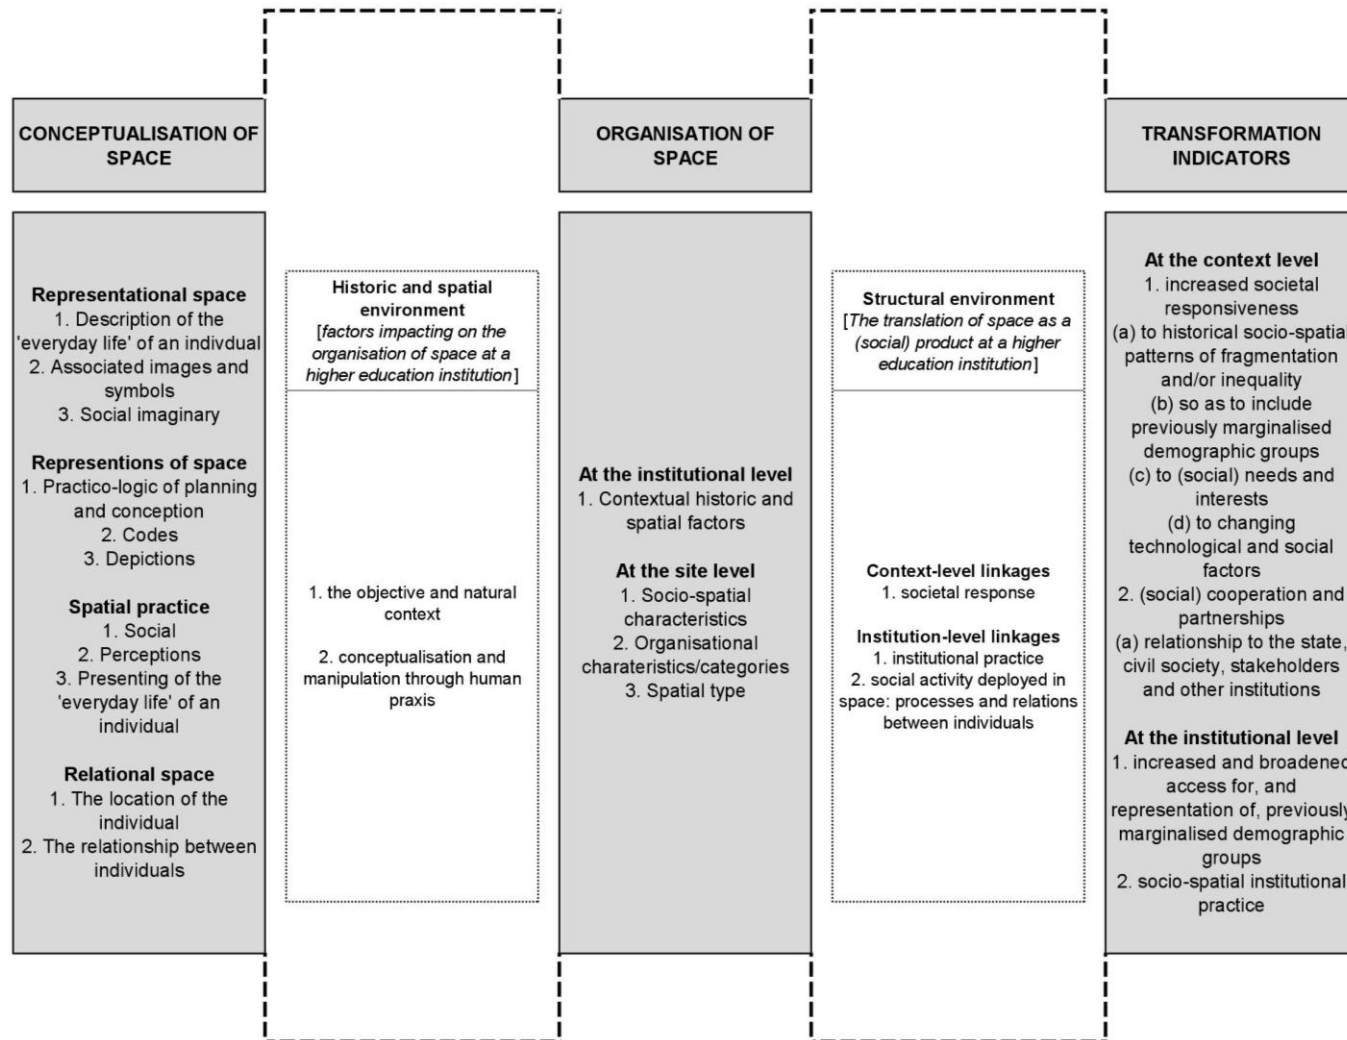 CONCEPTUALISATION OF
SPACE
Representational space
1. Description of the
'everyday life' of an indivdual
2. Associated images and
symbols
3. Social imaginary
Representions of space
1. Practico-logic of planning
and conception
2. Codes
3. Depictions
Spatial practice
1. Social
2. Perceptions
3. Presenting of the
'everyday life' of an
individual
Relational space
1. The location of the
individual
2. The relationship between
individuals
Historic and spatial
environment
[factors impacting on the
organisation of space at a
higher education institution]
1. the objective and natural
context
2. conceptualisation and
manipulation through human
praxis
ORGANISATION OF
SPACE
At the institutional level
1. Contextual historic and
spatial factors
At the site level
1. Socio-spatial
characteristics
2. Organisational
charateristics/categories
3. Spatial type
Structural environment
[The translation of space as a
(social) product at a higher
education institution]
Context-level linkages
1. societal response
Institution-level linkages
1. institutional practice
2. social activity deployed in
space: processes and relations
between individuals
TRANSFORMATION
INDICATORS
At the context level
1. increased societal
responsiveness
(a) to historical socio-spatial
patterns of fragmentation
and/or inequality
(b) so as to include
previously marginalised
demographic groups
(c) to (social) needs and
interests
(d) to changing
technological and social
factors
2. (social) cooperation and
partnerships
(a) relationship to the state,
civil society, stakeholders
and other institutions
At the institutional level
1. increased and broadened
access for, and
representation of, previously
marginalised demographic
groups
2. socio-spatial institutional
practice